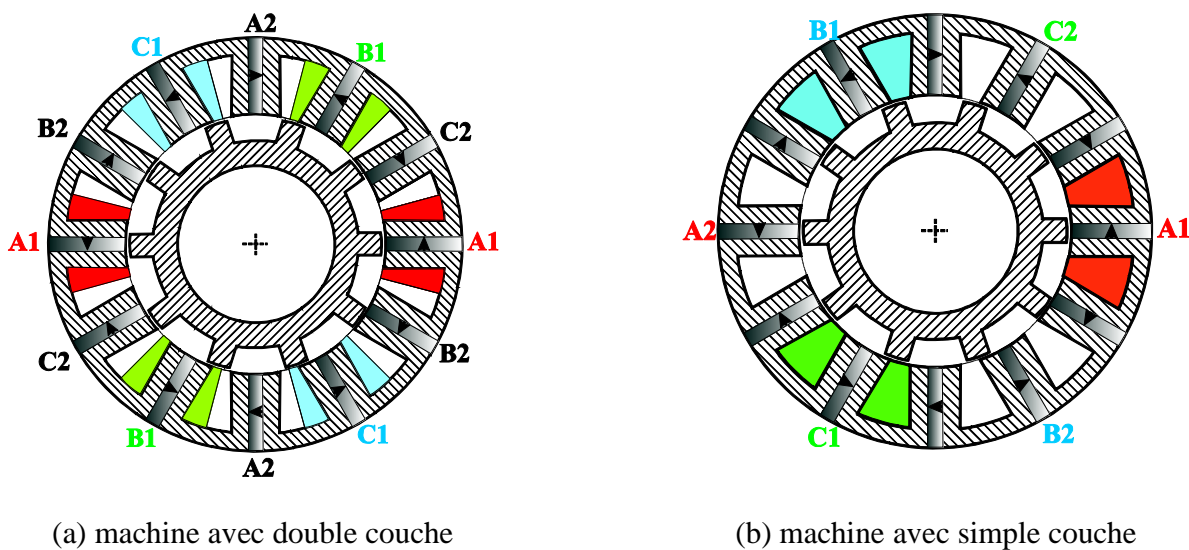 A2
C1
B1
B2
C2
A1
A1
C2
B2
B1
C1
A2
B1
C2
A2
A1
C1
B2
(a) machine avec double couche
(b) machine avec simple couche